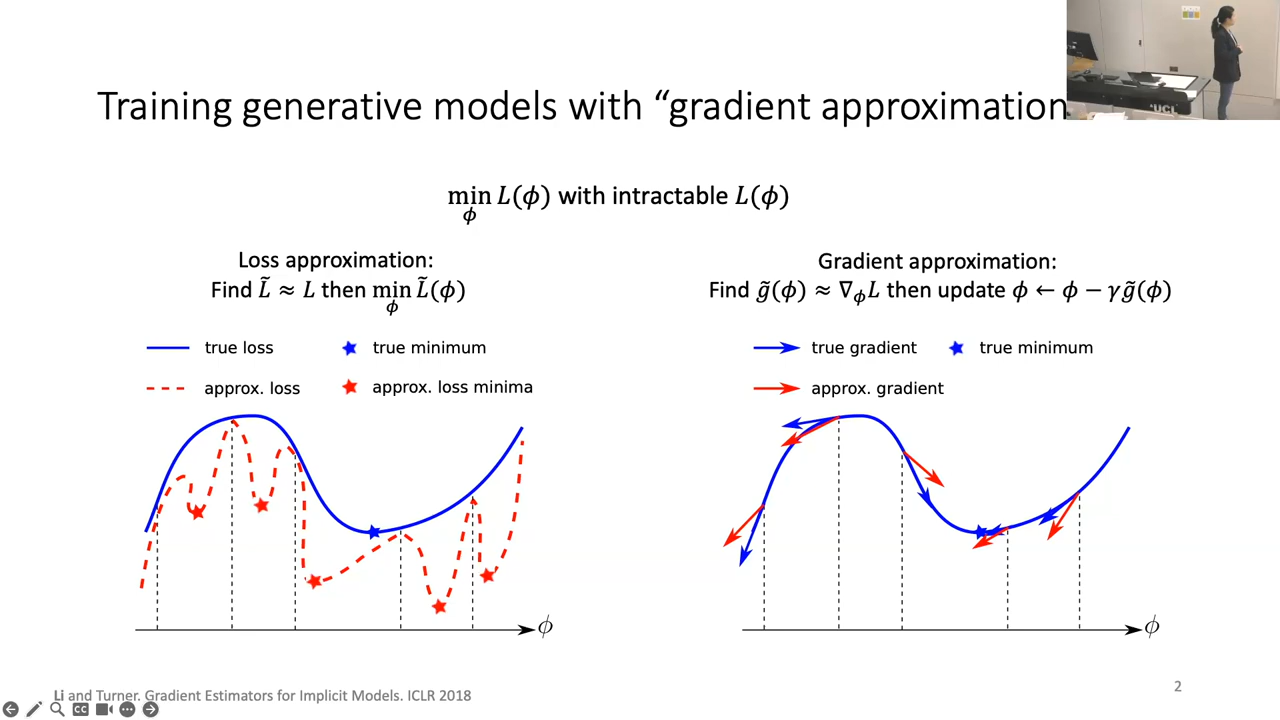 Training generative models with “gradient approximation
UCL
min L(ϕ) with intractable L(ϕ)
ϕ
Loss approximation:
Find L̃ ≈ L then min L̃(ϕ)
ϕ
Gradient approximation:
Find g̃(ϕ) ≈ ∇ϕL then update ϕ ← ϕ − γg̃(ϕ)
true loss
true minimum
approx. loss
approx. loss minima
true gradient
true minimum
approx. gradient
ϕ
ϕ
Li and Turner. Gradient Estimators for Implicit Models. ICLR 2018
2
CC